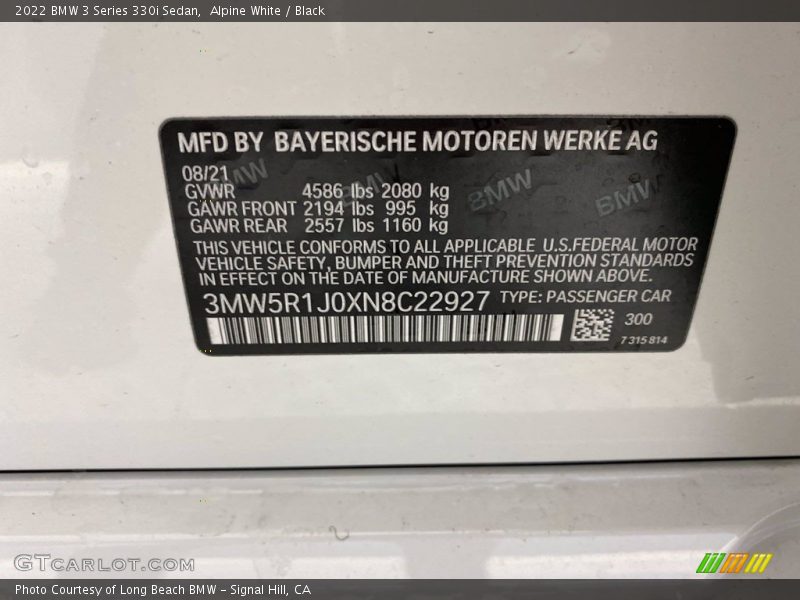 2022 BMW 3 Series 330i Sedan,  Alpine White / Black
MFD BY BAYERISCHE MOTOREN WERKE AG
08/21
GVWR 4586 lbs 2080 kg
GAWR FRONT 2194 lbs 995 kg
GAWR REAR 2557 lbs 1160 kg
BMW BMW BMW BMW
THIS VEHICLE CONFORMS TO ALL APPLICABLE U.S.FEDERAL MOTOR
VEHICLE SAFETY, BUMPER AND THEFT PREVENTION STANDARDS
IN EFFECT ON THE DATE OF MANUFACTURE SHOWN ABOVE.
3MW5R1J0XN8C22927 TYPE: PASSENGER CAR
300
7 315 814
GTCARLOT.COM
Photo Courtesy of Long Beach BMW - Signal Hill, CA